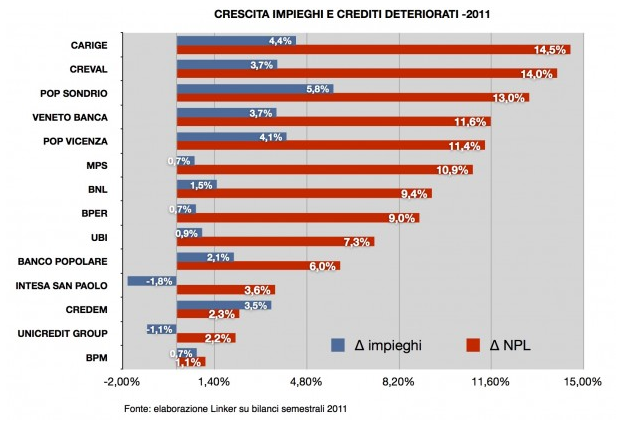 CRESCITA IMPIEGHI E CREDITI DETERIORATI -2011
CARIGE 4,4% 14,5%
CREVAL 3,7% 14,0%
POP SONDRIO 5,8% 13,0%
VENETO BANCA 3,7% 11,6%
POP VICENZA 4,1% 11,4%
MPS 0,7% 10,9%
BNL 1,5% 9,4%
BPER 0,7% 9,0%
UBI 0,9% 7,3%
BANCO POPOLARE 2,1% 6,0%
INTESA SAN PAOLO -1,8% 3,6%
CREDEM 3,5% 2,3%
UNICREDIT GROUP -1,1% 2,2%
BPM 0,7% 1,1%
Δ impieghi Δ NPL
-2,00% 1,40% 4,80% 8,20% 11,60% 15,00%
Fonte: elaborazione Linker su bilanci semestrali 2011